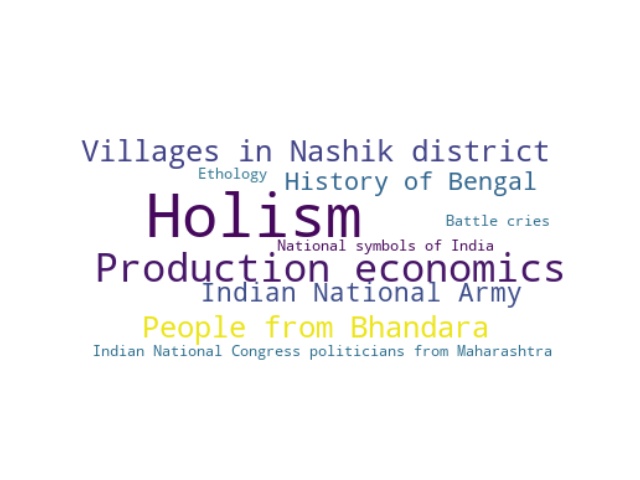 Villages in Nashik district
Ethology
History of Bengal
Holism
Battle cries
National symbols of India
Production economics
Indian National Army
People from Bhandara
Indian National Congress politicians from Maharashtra